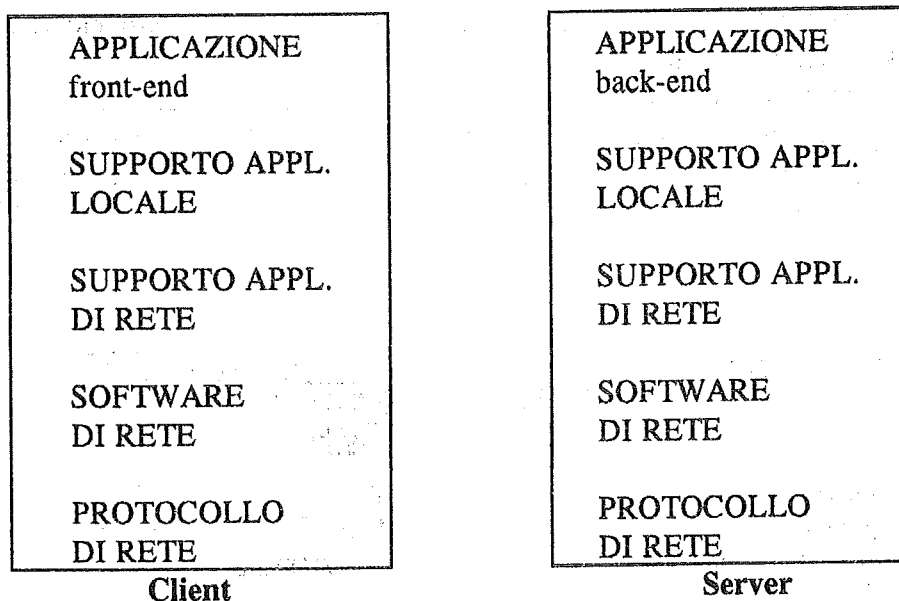 APPLICAZIONE
front-end
SUPPORTO APPL.
LOCALE
SUPPORTO APPL.
DI RETE
SOFTWARE
DI RETE
PROTOCOLLO
DI RETE
Client
APPLICAZIONE
back-end
SUPPORTO APPL.
LOCALE
SUPPORTO APPL.
DI RETE
SOFTWARE
DI RETE
PROTOCOLLO
DI RETE
Server